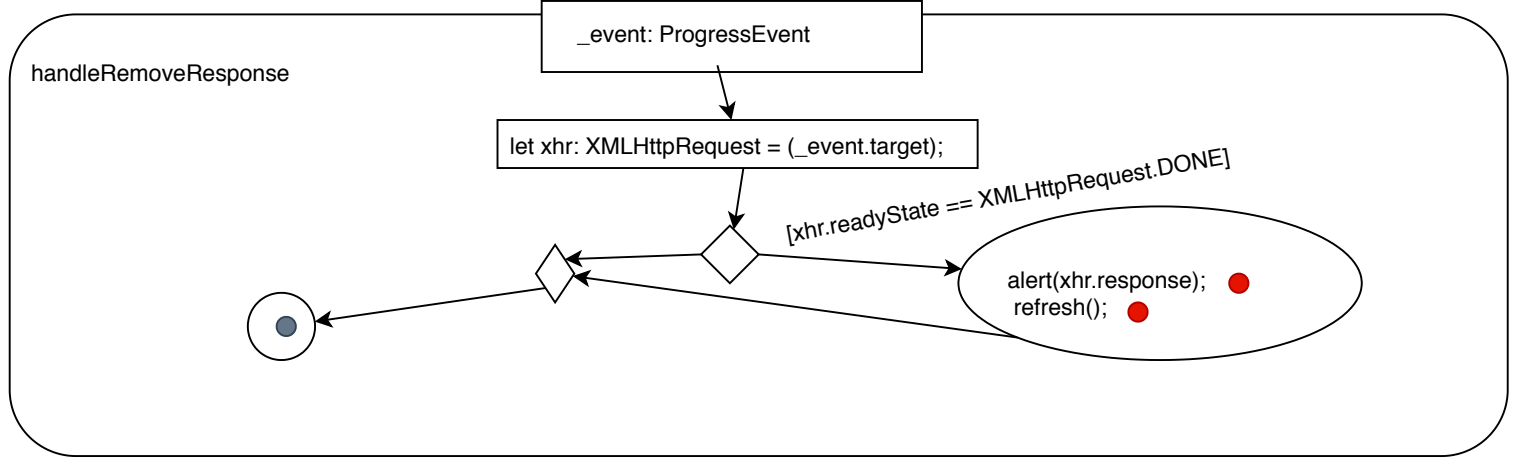 _event: ProgressEvent
handleRemoveResponse
let xhr: XMLHttpRequest = (_event.target);
[xhr.readyState == XMLHttpRequest.DONE]
alert(xhr.response);
refresh();